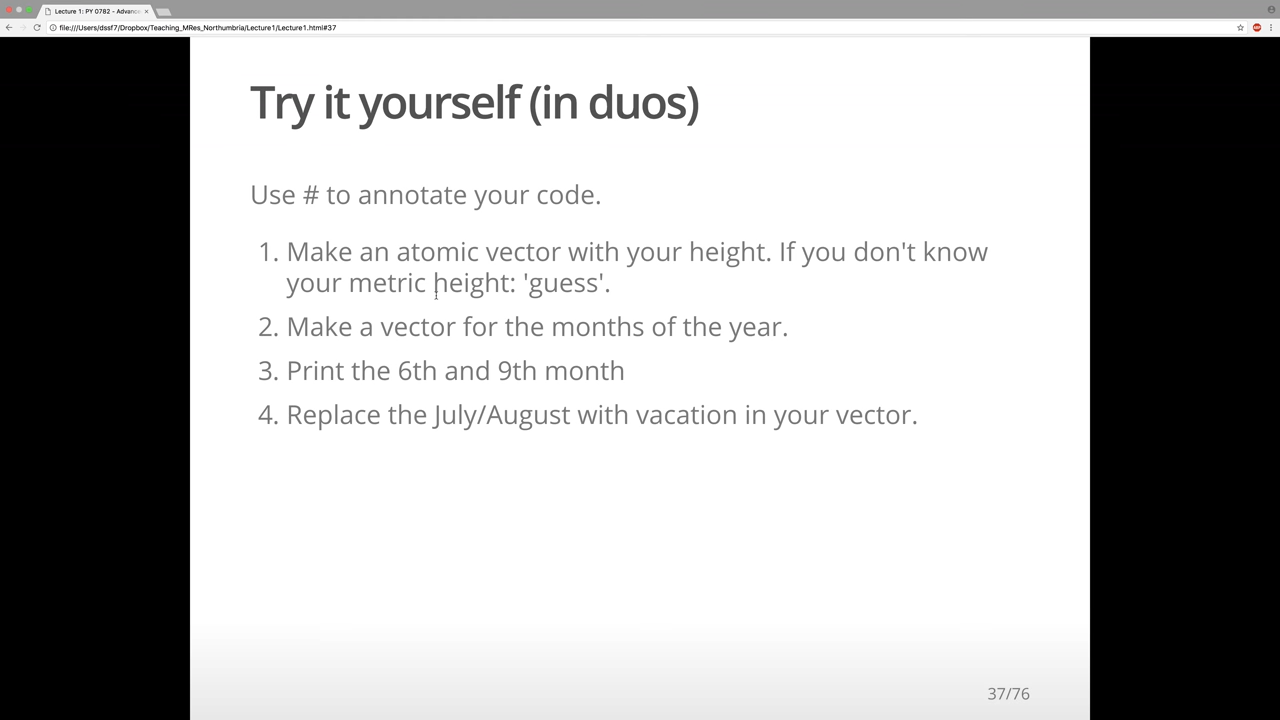 Lecture 1: PY 0782 - Advanc
file:///Users/dssf7/Dropbox/Teaching_MRes_Northumbria/Lecture1/Lecture1.html#37
Try it yourself (in duos)
Use # to annotate your code.
1. Make an atomic vector with your height. If you don't know
your metric height: 'guess'.
2. Make a vector for the months of the year.
3. Print the 6th and 9th month
4. Replace the July/August with vacation in your vector.
37/76